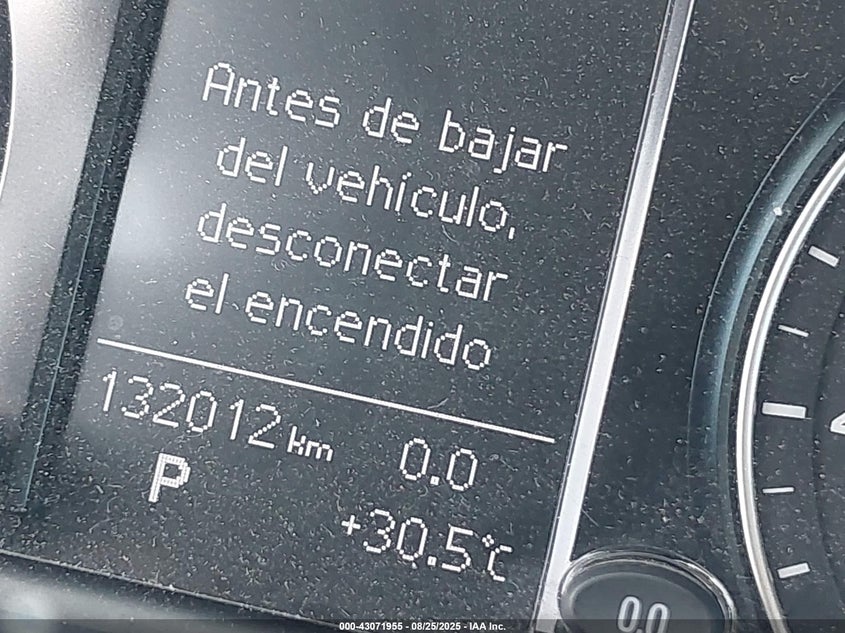 Antes de bajar
del vehículo,
desconectar
el encendido
132012 km 0.0
P +30.5°C
0.0
000-43071955 - 08/25/2025 - IAA Inc.